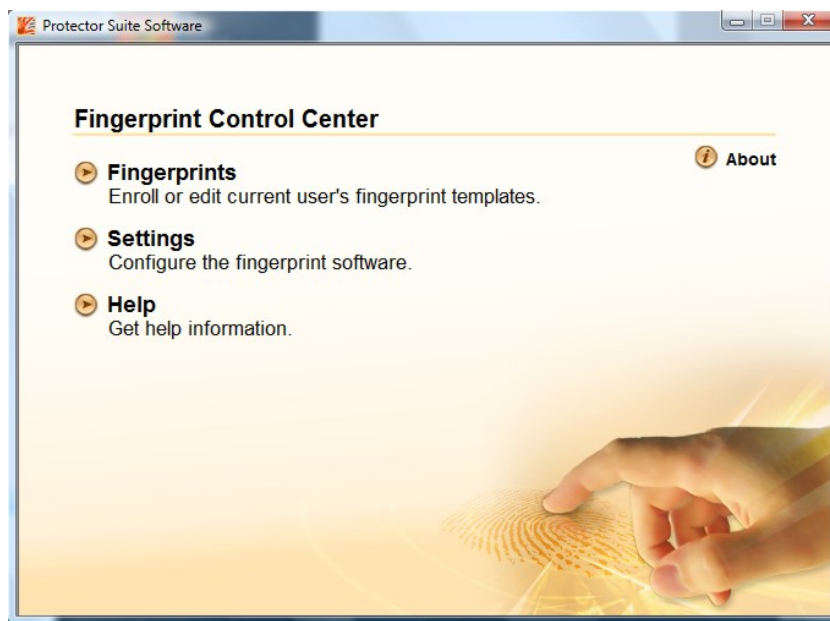 Protector Suite Software
Fingerprint Control Center
About
Fingerprints
Enroll or edit current user's fingerprint templates.
Settings
Configure the fingerprint software.
Help
Get help information.